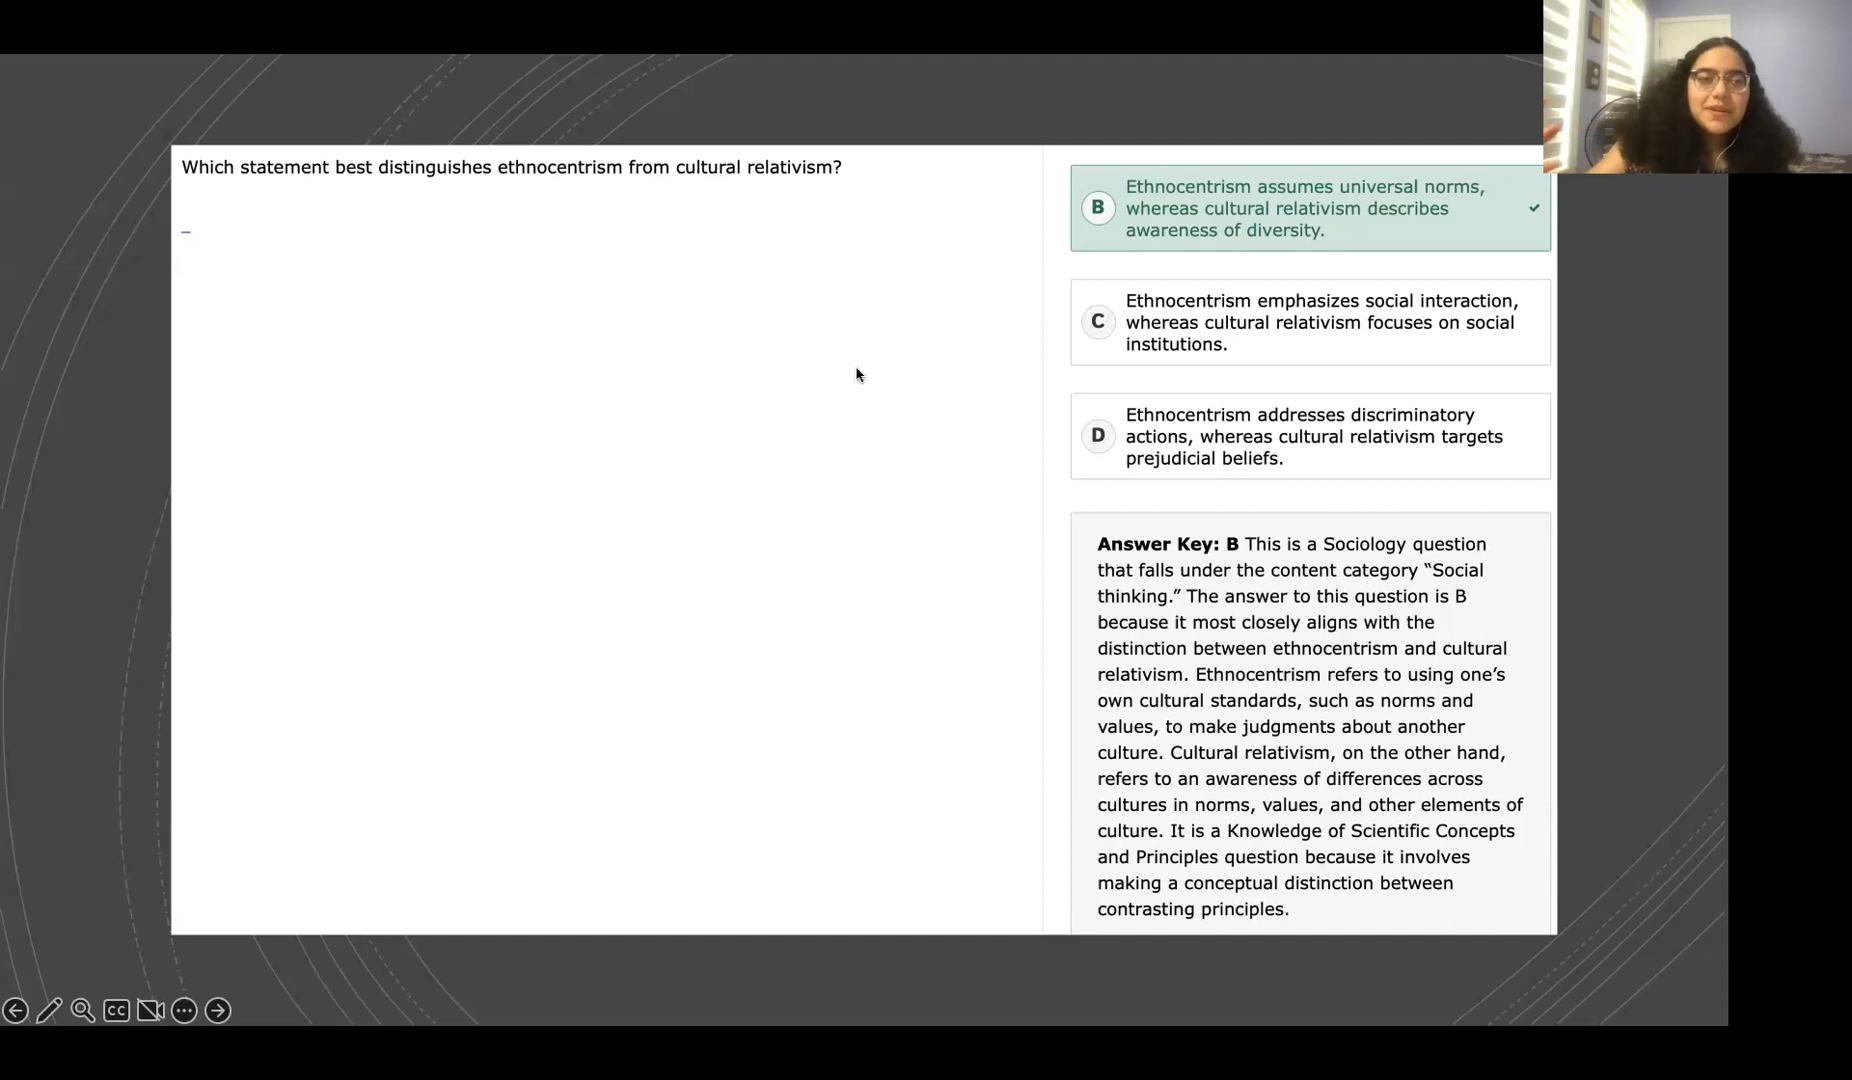 Which statement best distinguishes ethnocentrism from cultural relativism?
B
Ethnocentrism assumes universal norms,
whereas cultural relativism describes
awareness of diversity.
C
Ethnocentrism emphasizes social interaction,
whereas cultural relativism focuses on social
institutions.
D
Ethnocentrism addresses discriminatory
actions, whereas cultural relativism targets
prejudicial beliefs.
Answer Key: B This is a Sociology question
that falls under the content category “Social
thinking.” The answer to this question is B
because it most closely aligns with the
distinction between ethnocentrism and cultural
relativism. Ethnocentrism refers to using one’s
own cultural standards, such as norms and
values, to make judgments about another
culture. Cultural relativism, on the other hand,
refers to an awareness of differences across
cultures in norms, values, and other elements of
culture. It is a Knowledge of Scientific Concepts
and Principles question because it involves
making a conceptual distinction between
contrasting principles.
CC